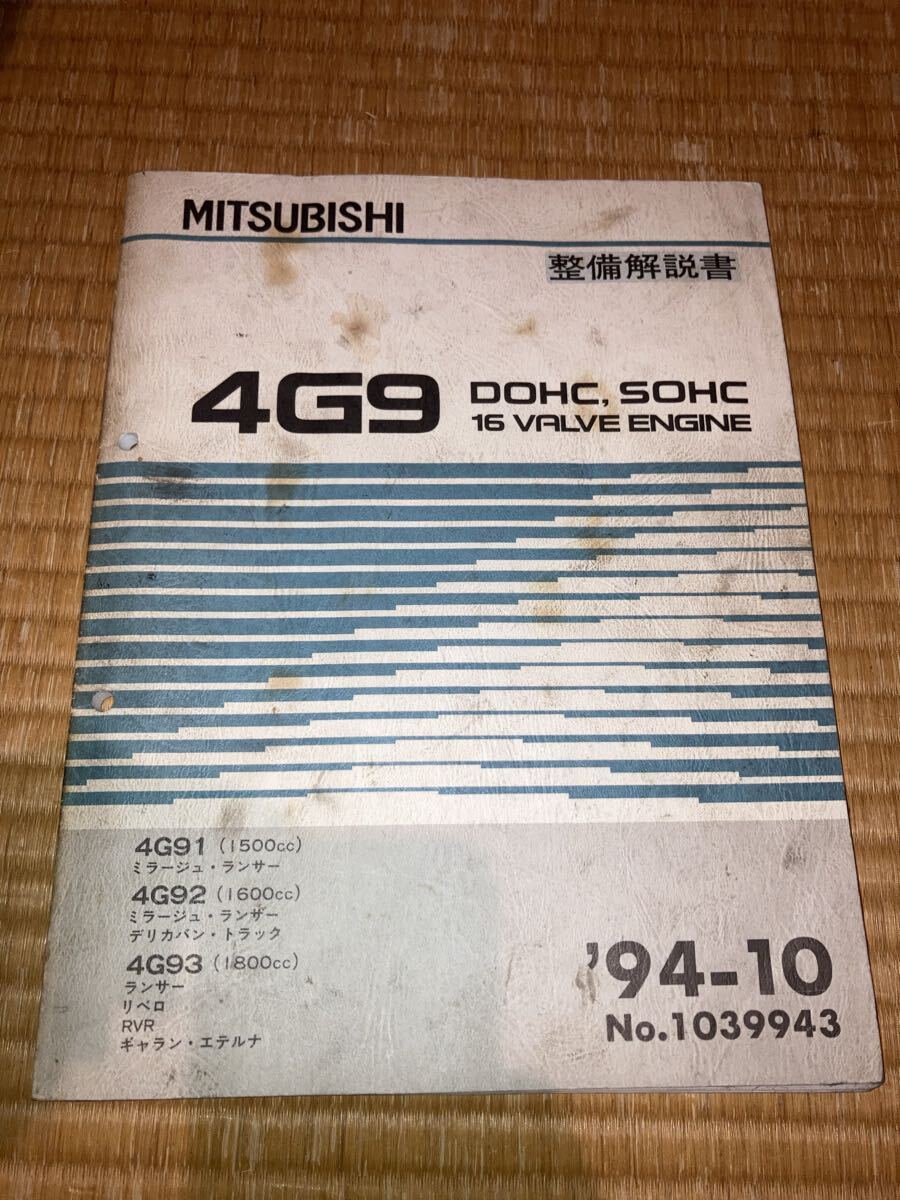 MITSUBISHI
整備解説書
4G9 DOHC, SOHC
16 VALVE ENGINE
4G91 (1500cc)
ミラージュ・ランサー
4G92 (1600cc)
ミラージュ・ランサー
デリカバン・トラック
4G93 (1800cc)
ランサー
リベロ
RVR
ギャラン・エテルナ
'94-10
No.1039943